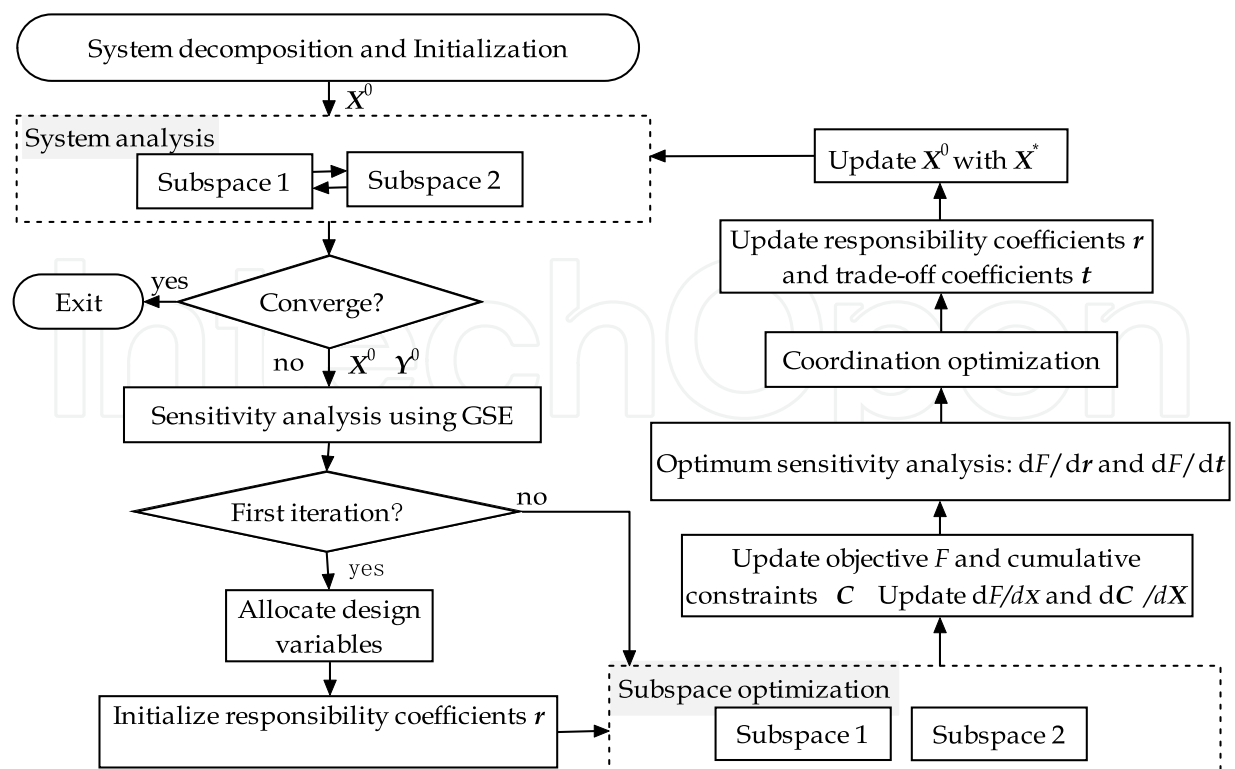 System decomposition and Initialization
X⁰
System analysis
Subspace 1
Subspace 2
Converge?
yes
Exit
no X⁰ Y⁰
Sensitivity analysis using GSE
First iteration?
no
yes
Allocate design
variables
Initialize responsibility coefficients r
Subspace optimization
Subspace 1
Subspace 2
Update objective F and cumulative
constraints C Update dF/dx and dC /dX
Optimum sensitivity analysis: dF/dr and dF/dt
Coordination optimization
Update responsibility coefficients r
and trade-off coefficients t
Update X⁰ with X*
IntechOpen